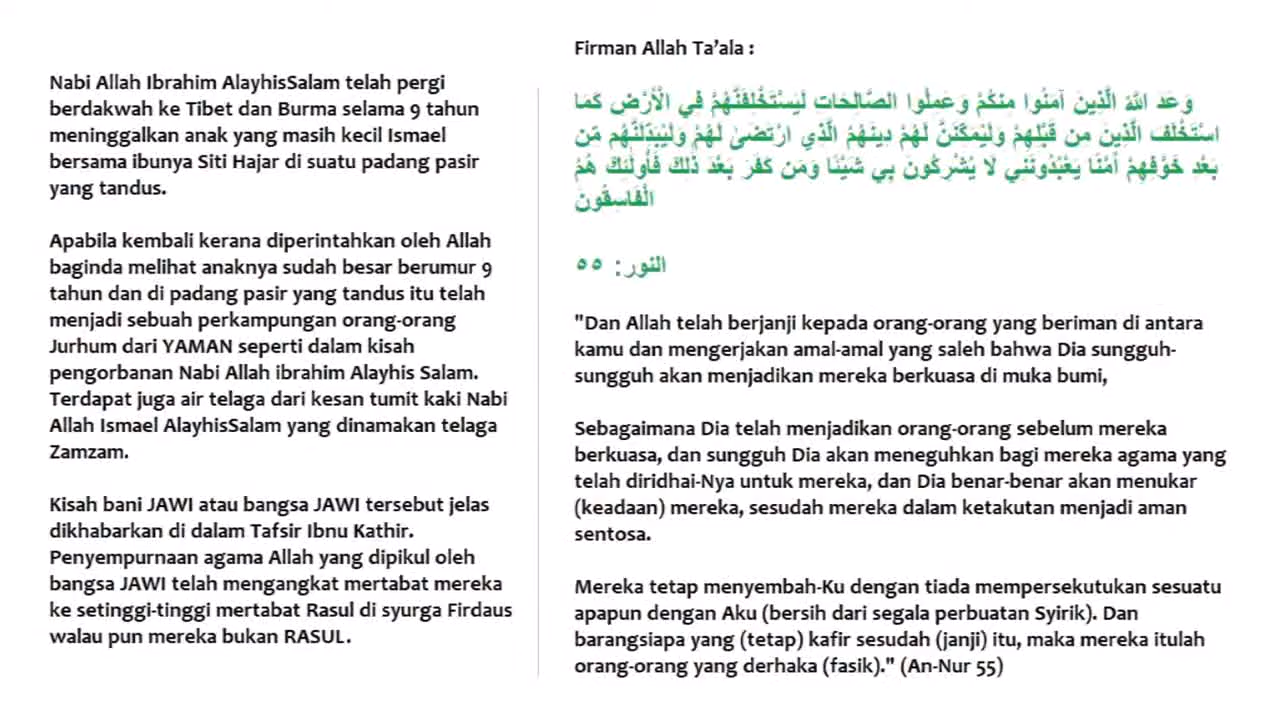 Nabi Allah Ibrahim AlayhisSalam telah pergi
berdakwah ke Tibet dan Burma selama 9 tahun
meninggalkan anak yang masih kecil Ismael
bersama ibunya Siti Hajar di suatu padang pasir
yang tandus.
Apabila kembali kerana diperintahkan oleh Allah
baginda melihat anaknya sudah besar berumur 9
tahun dan di padang pasir yang tandus itu telah
menjadi sebuah perkampungan orang-orang
Jurhum dari YAMAN seperti dalam kisah
pengorbanan Nabi Allah ibrahim Alayhis Salam.
Terdapat juga air telaga dari kesan tumit kaki Nabi
Allah Ismael AlayhisSalam yang dinamakan telaga
Zamzam.
Kisah bani JAWI atau bangsa JAWI tersebut jelas
dikhabarkan di dalam Tafsir Ibnu Kathir.
Penyempurnaan agama Allah yang dipikul oleh
bangsa JAWI telah mengangkat mertabat mereka
ke setinggi-tinggi mertabat Rasul di syurga Firdaus
walau pun mereka bukan RASUL.
Firman Allah Ta’ala :
وَعَدَ اللَّهُ الَّذِينَ آمَنُوا مِنكُمْ وَعَمِلُوا الصَّالِحَاتِ لَيَسْتَخْلِفَنَّهُمْ فِي الْأَرْضِ كَمَا
اسْتَخْلَفَ الَّذِينَ مِن قَبْلِهِمْ وَلَيُمَكِّنَنَّ لَهُمْ دِينَهُمُ الَّذِي ارْتَضَىٰ لَهُمْ وَلَيُبَدِّلَنَّهُم مِّن
بَعْدِ خَوْفِهِمْ أَمْنًا يَعْبُدُونَنِي لَا يُشْرِكُونَ بِي شَيْئًا وَمَن كَفَرَ بَعْدَ ذَٰلِكَ فَأُولَٰئِكَ هُمُ
الْفَاسِقُونَ
النور: ٥٥
"Dan Allah telah berjanji kepada orang-orang yang beriman di antara
kamu dan mengerjakan amal-amal yang saleh bahwa Dia sungguh-
sungguh akan menjadikan mereka berkuasa di muka bumi,
Sebagaimana Dia telah menjadikan orang-orang sebelum mereka
berkuasa, dan sungguh Dia akan meneguhkan bagi mereka agama yang
telah diridhai-Nya untuk mereka, dan Dia benar-benar akan menukar
(keadaan) mereka, sesudah mereka dalam ketakutan menjadi aman
sentosa.
Mereka tetap menyembah-Ku dengan tiada mempersekutukan sesuatu
apapun dengan Aku (bersih dari segala perbuatan Syirik). Dan
barangsiapa yang (tetap) kafir sesudah (janji) itu, maka mereka itulah
orang-orang yang derhaka (fasik)." (An-Nur 55)